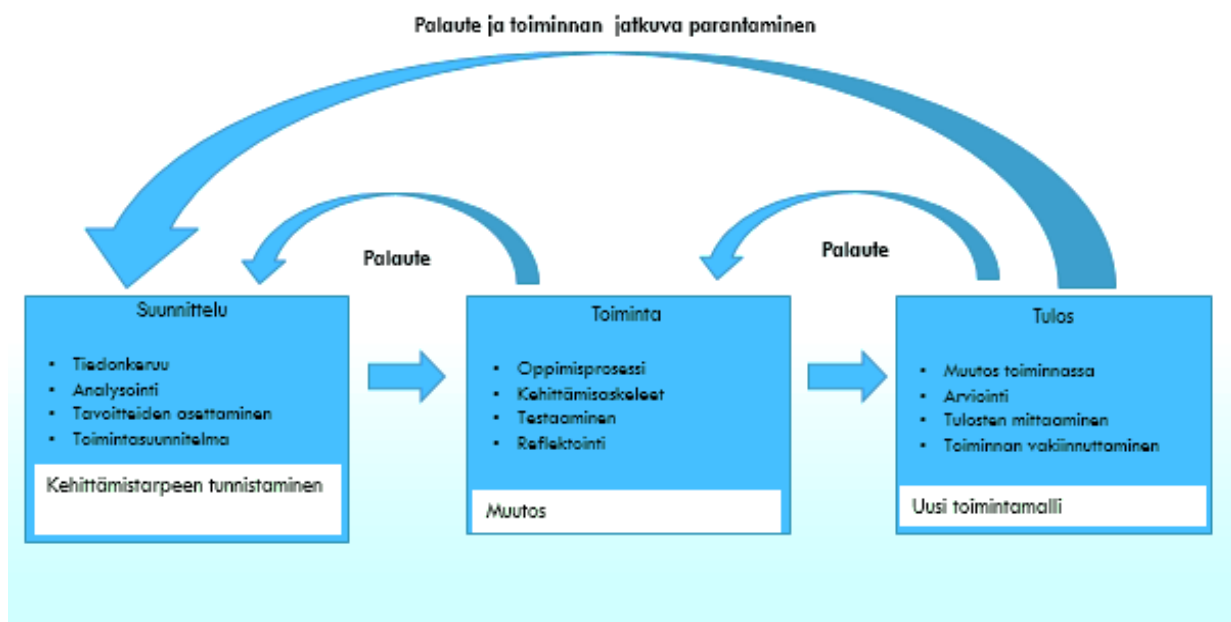 Palaute ja toiminnan jatkuva parantaminen
Palaute
Palaute
Suunnittelu
• Tiedonkeruu
• Analysointi
• Tavoitteiden asettaminen
• Toimintasuunnitelma
Kehittämistarpeen tunnistaminen
Toiminta
• Oppimisprosessi
• Kehittämisaskeleet
• Testaaminen
• Reflektointi
Muutos
Tulos
• Muutos toiminnassa
• Arviointi
• Tulosten mittaaminen
• Toiminnan vakiinnuttaminen
Uusi toimintamalli